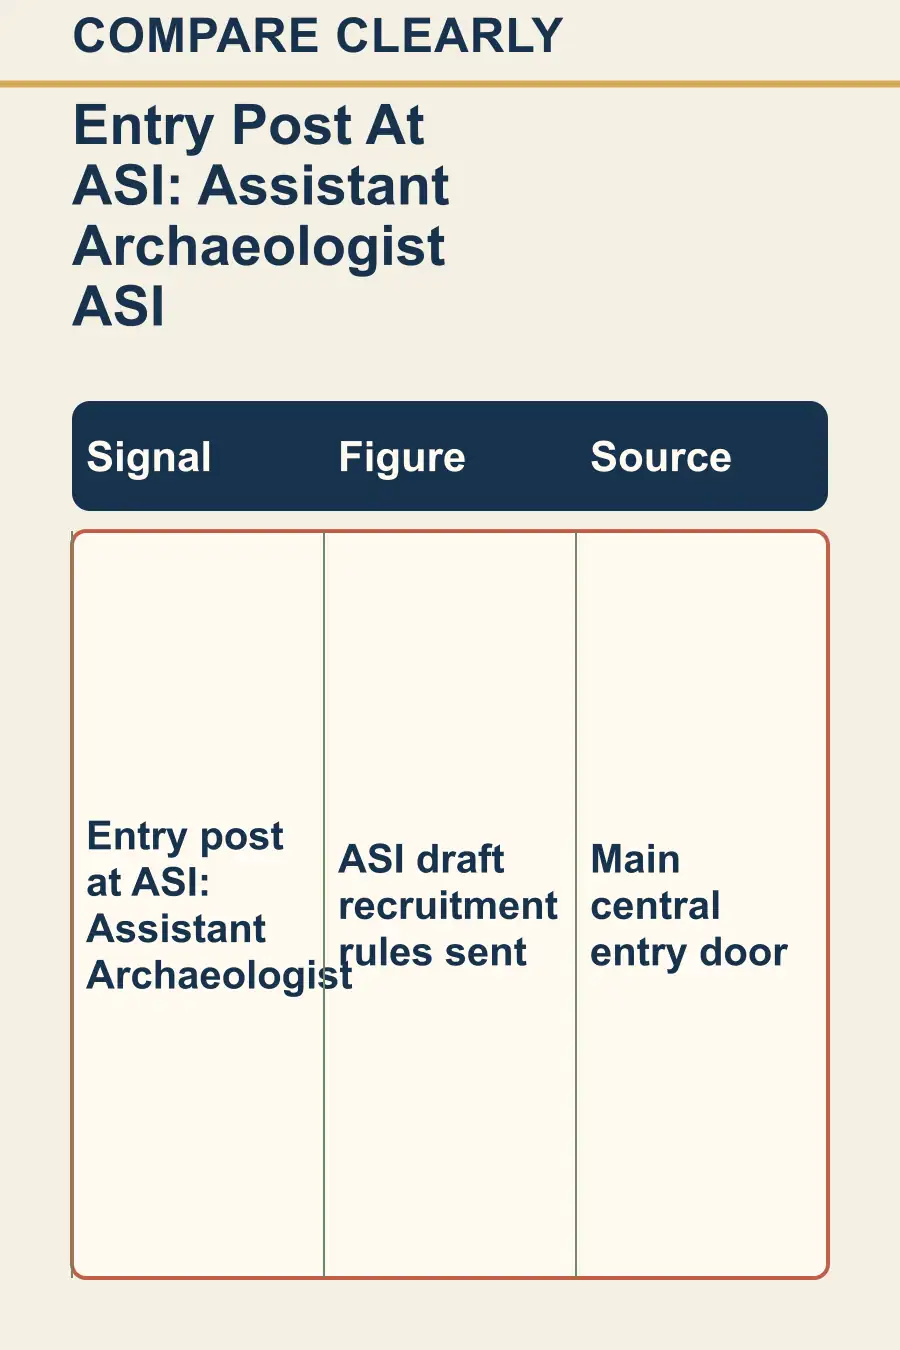 COMPARE CLEARLY
Entry Post At
ASI: Assistant
Archaeologist
ASI
Signal
Figure
Source
Entry post
at ASI:
Assistant
Archaeologist
ASI draft
recruitment
rules sent
Main
central
entry door